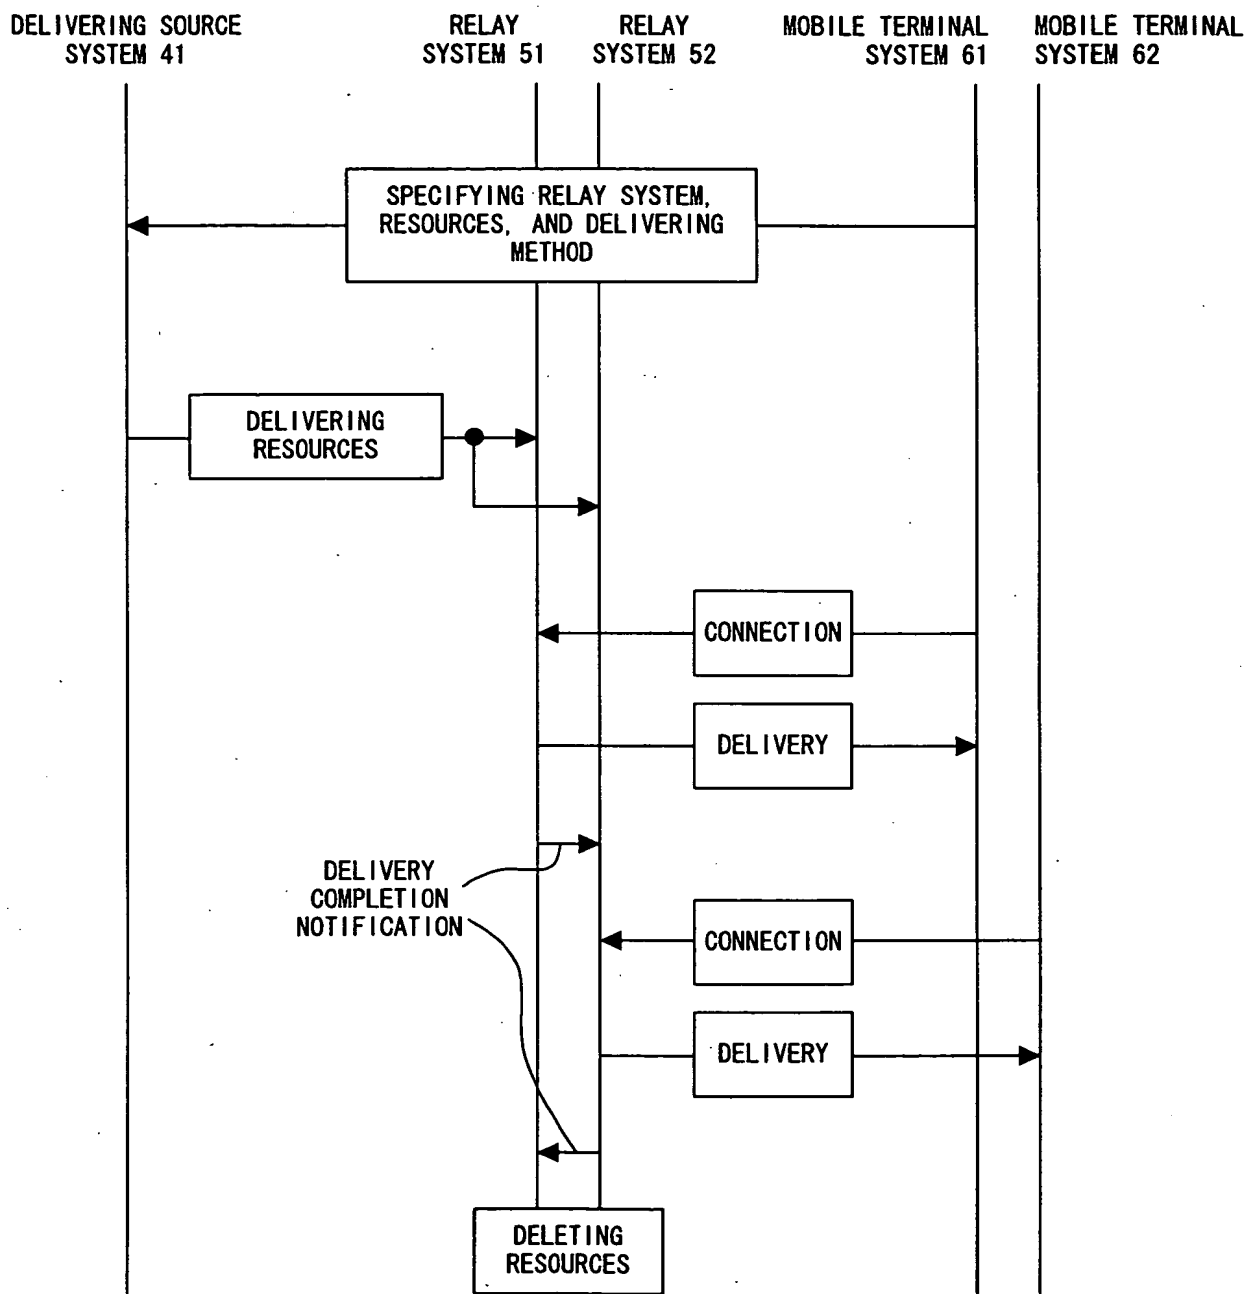 DELIVERING SOURCE
SYSTEM 41
RELAY
SYSTEM 51
RELAY
SYSTEM 52
MOBILE TERMINAL
SYSTEM 61
MOBILE TERMINAL
SYSTEM 62
SPECIFYING RELAY SYSTEM,
RESOURCES, AND DELIVERING
METHOD
DELIVERING
RESOURCES
CONNECTION
DELIVERY
DELIVERY
COMPLETION
NOTIFICATION
CONNECTION
DELIVERY
DELETING
RESOURCES